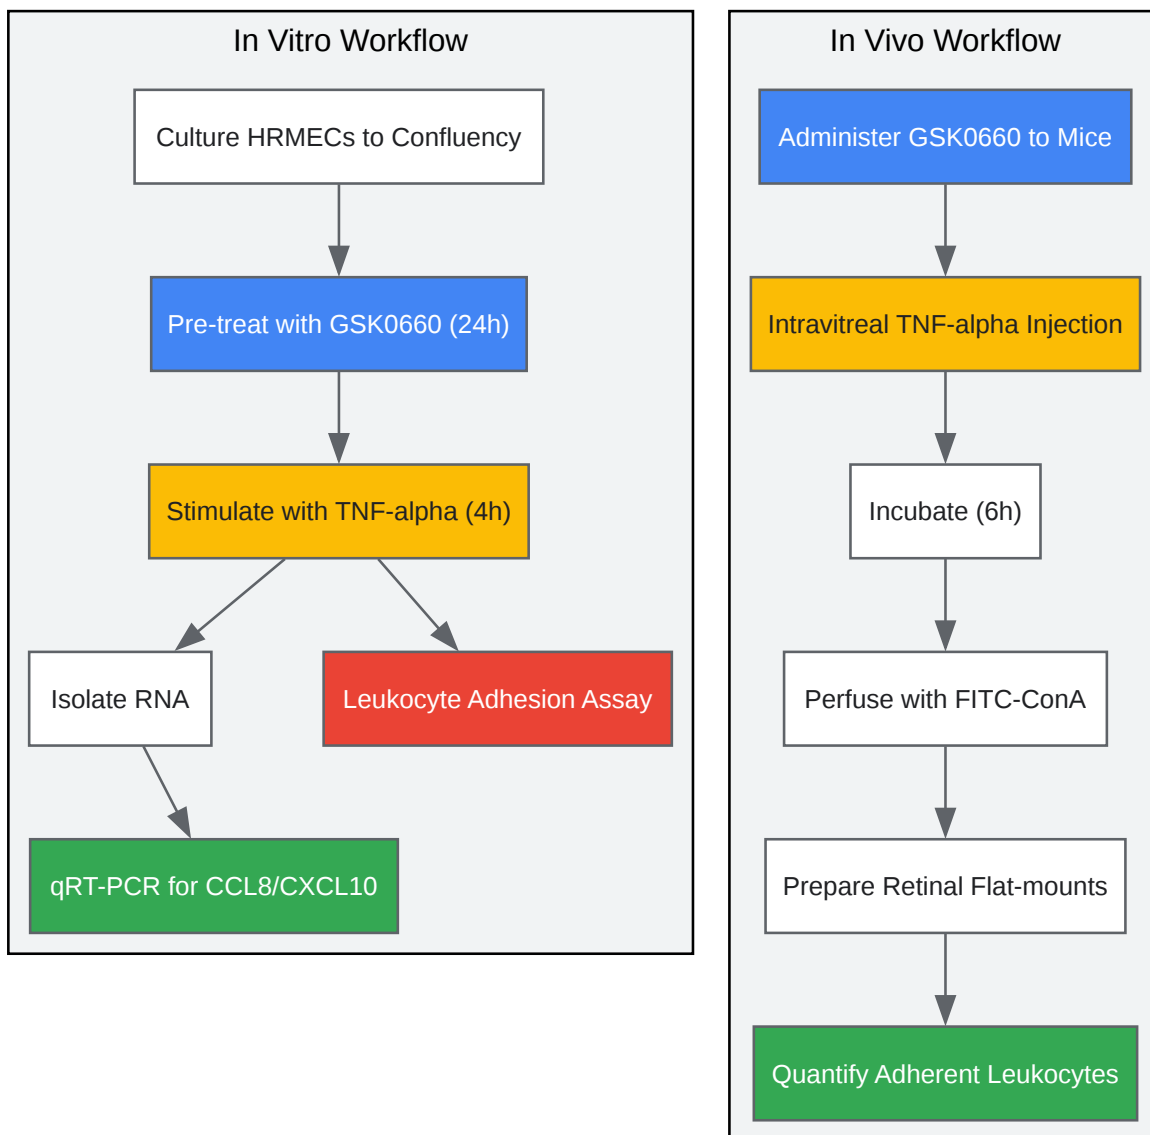 In Vitro Workflow
Culture HRMECs to Confluency
Pre-treat with GSK0660 (24h)
Stimulate with TNF-alpha (4h)
Isolate RNA
Leukocyte Adhesion Assay
qRT-PCR for CCL8/CXCL10
In Vivo Workflow
Administer GSK0660 to Mice
Intravitreal TNF-alpha Injection
Incubate (6h)
Perfuse with FITC-ConA
Prepare Retinal Flat-mounts
Quantify Adherent Leukocytes